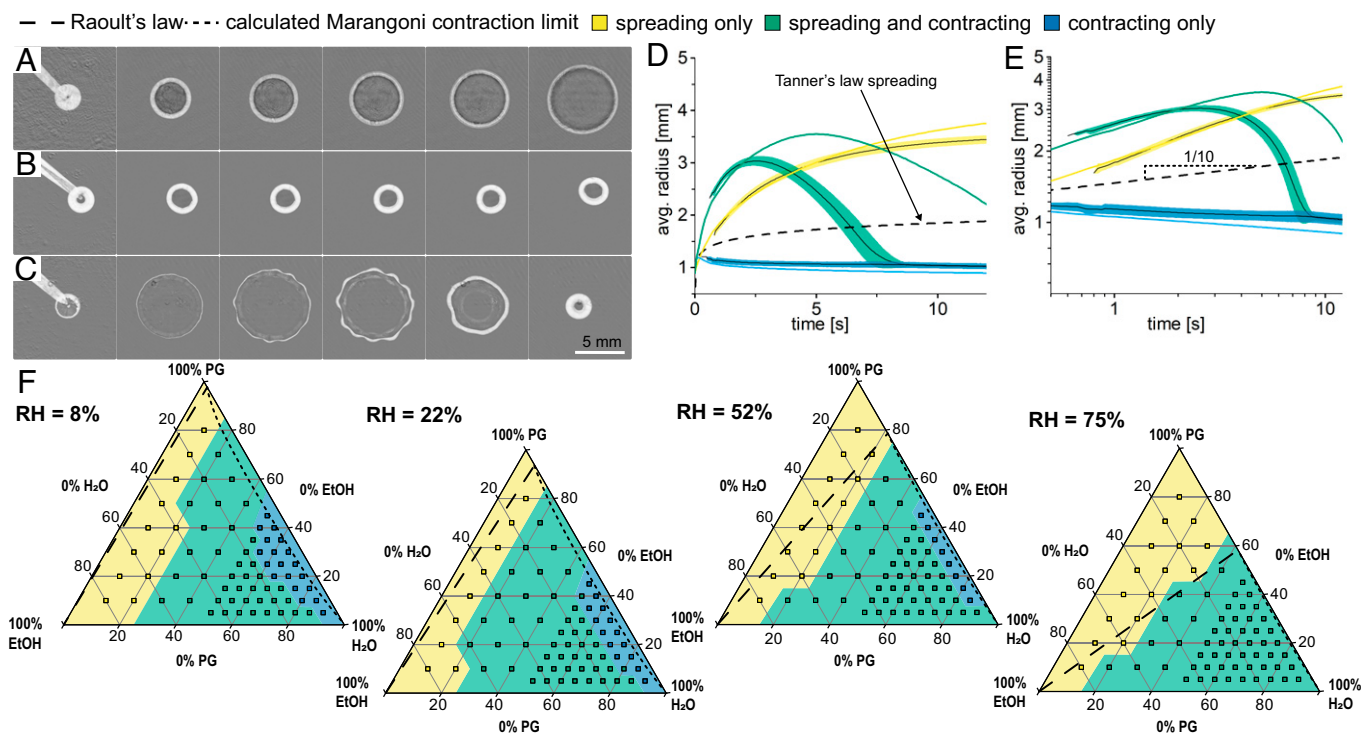 Raoult's law
calculated Marangoni contraction limit
spreading only
spreading and contracting
contracting only
A
B
C
5 mm
D
Tanner's law spreading
avg. radius [mm]
5
4
3
2
1
0
5
10
time [s]
E
1/10
avg. radius [mm]
5
4
3
2
1
1
10
time [s]
F
RH = 8%
100% PG
20
40
60
80
80
60
40
20
0% H₂O
0% EtOH
100%
EtOH
20
40
60
80
100%
H₂O
0% PG
RH = 22%
100% PG
20
40
60
80
80
60
40
20
0% H₂O
0% EtOH
100%
EtOH
20
40
60
80
100%
H₂O
0% PG
RH = 52%
100% PG
20
40
60
80
80
60
40
20
0% H₂O
0% EtOH
100%
EtOH
20
40
60
80
100%
H₂O
0% PG
RH = 75%
100% PG
20
40
60
80
80
60
40
20
0% H₂O
0% EtOH
100%
EtOH
20
40
60
80
100%
H₂O
0% PG